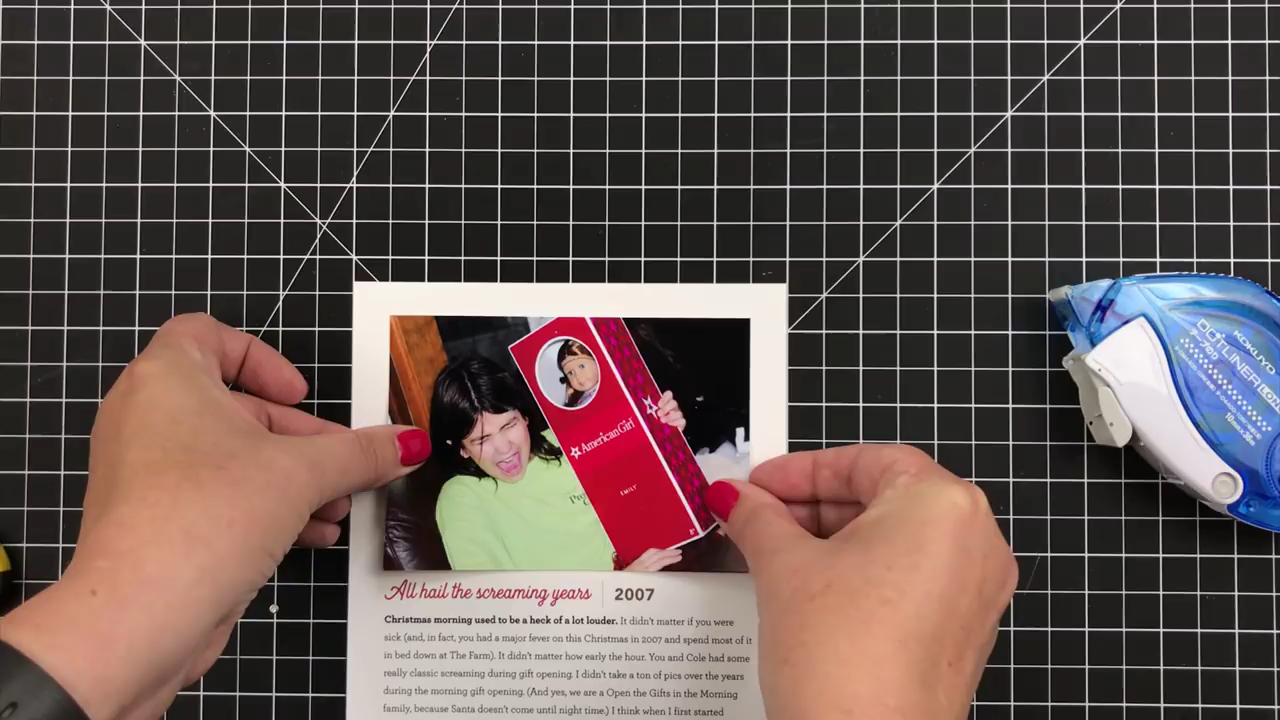 American Girl
EMILY
KOKUYO
DOTLINER
All hail the screaming years | 2007
Christmas morning used to be a heck of a lot louder. It didn't matter if you were
sick (and, in fact, you had a major fever on this Christmas in 2007 and spend most of it
in bed down at The Farm). It didn't matter how early the hour. You and Cole had some
really classic screaming during gift opening. I didn't take a ton of pics over the years
during the morning gift opening. (And yes, we are a Open the Gifts in the Morning
family, because Santa doesn't come until night time.) I think when I first started